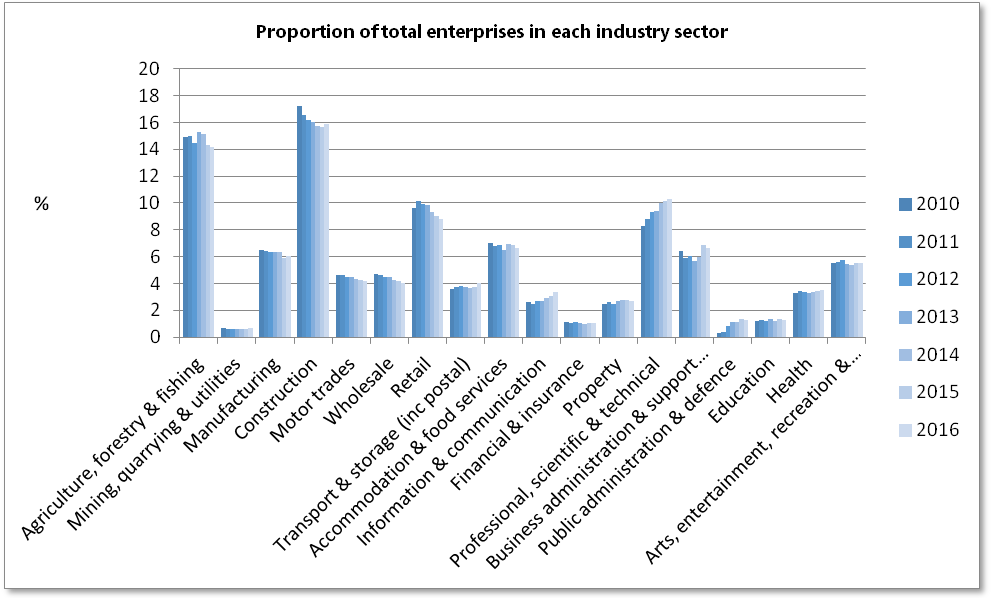 Proportion of total enterprises in each industry sector
20
18
16
14
12
10
8
6
4
2
0
%
Agriculture, forestry & fishing
Mining, quarrying & utilities
Manufacturing
Construction
Motor trades
Wholesale
Retail
Transport & storage (inc postal)
Accommodation & food services
Information & communication
Financial & insurance
Property
Professional, scientific & technical
Business administration & support...
Public administration & defence
Education
Health
Arts, entertainment, recreation &...
2010
2011
2012
2013
2014
2015
2016